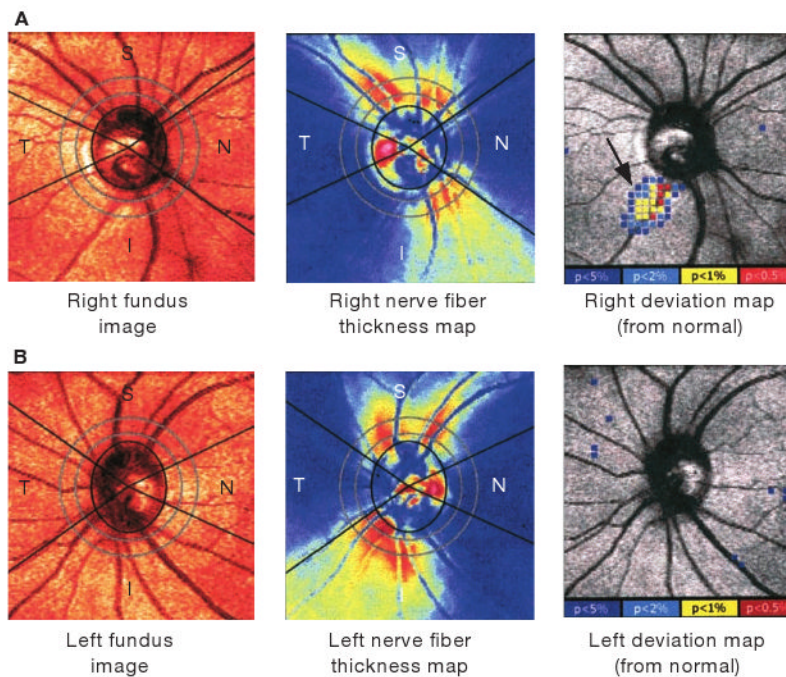 A
S
T
N
I
S
T
N
I
p<5%
p<2%
p<1%
p<0.5%
Right fundus
image
Right nerve fiber
thickness map
Right deviation map
(from normal)
B
S
T
N
I
S
T
N
I
p<5%
p<2%
p<1%
p<0.5%
Left fundus
image
Left nerve fiber
thickness map
Left deviation map
(from normal)